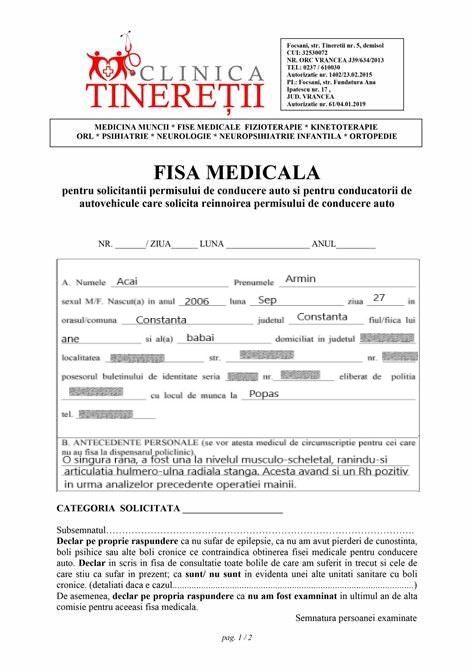 CLINICA
TINEREȚII
Focsani, str. Tineretii nr. 5, demisol
CUI: 32530072
NR. ORC VRANCEA J39/634/2013
TEL: 0237 / 610030
Autorizatie nr. 1402/23.02.2015
PL: Focsani, str. Fundatura Ana
Ipatescu nr. 17 ,
JUD. VRANCEA
Autorizatie nr. 61/04.01.2019
MEDICINA MUNCII * FISE MEDICALE FIZIOTERAPIE * KINETOTERAPIE
ORL * PSIHIATRIE * NEUROLOGIE * NEUROPSIHIATRIE INFANTILA * ORTOPEDIE
FISA MEDICALA
pentru solicitantii permisului de conducere auto si pentru conducatorii de
autovehicule care solicita reinnoirea permisului de conducere auto
NR. _______/ ZIUA______ LUNA ___________________ ANUL_________
A. Numele Acai Prenumele Armin
sexul M/F. Nascut(a) in anul 2006 luna Sep ziua 27 in
orasul/comuna Constanta judetul Constanta fiul/fiica lui
ane si al(a) babai domiciliat in judetul
localitatea str. nr.
posesorul buletinului de identitate seria nr. eliberat de politia
cu locul de munca la Popas
tel.
B. ANTECEDENTE PERSONALE (se vor atesta medicul de circumscriptie pentru cei care
nu au fisa la dispensarul policlinic).
O singura rana, a fost una la nivelul musculo-scheletal, ranindu-si
articulatia hulmero-ulna radiala stanga. Acesta avand si un Rh pozitiv
in urma analizelor precedente operatiei mainii.
CATEGORIA SOLICITATA ____________________
Subsemnatul……………………………………………………………………………
Declar pe proprie raspundere ca nu sufar de epilepsie, ca nu am avut pierderi de cunostinta,
boli psihice sau alte boli cronice ce contraindica obtinerea fisei medicale pentru conducere
auto. Declar in scris in fisa de consultatie toate bolile de care am suferit in trecut si cele de
care stiu ca sufar in prezent; ca sunt/ nu sunt in evidenta unei alte unitati sanitare cu boli
cronice. (detaliati daca e cazul...............................................................)
De asemenea, declar pe propria raspundere ca nu am fost examninat in ultimul an de alta
comisie pentru aceeasi fisa medicala.
Semnatura persoanei examinate
pag. 1 / 2